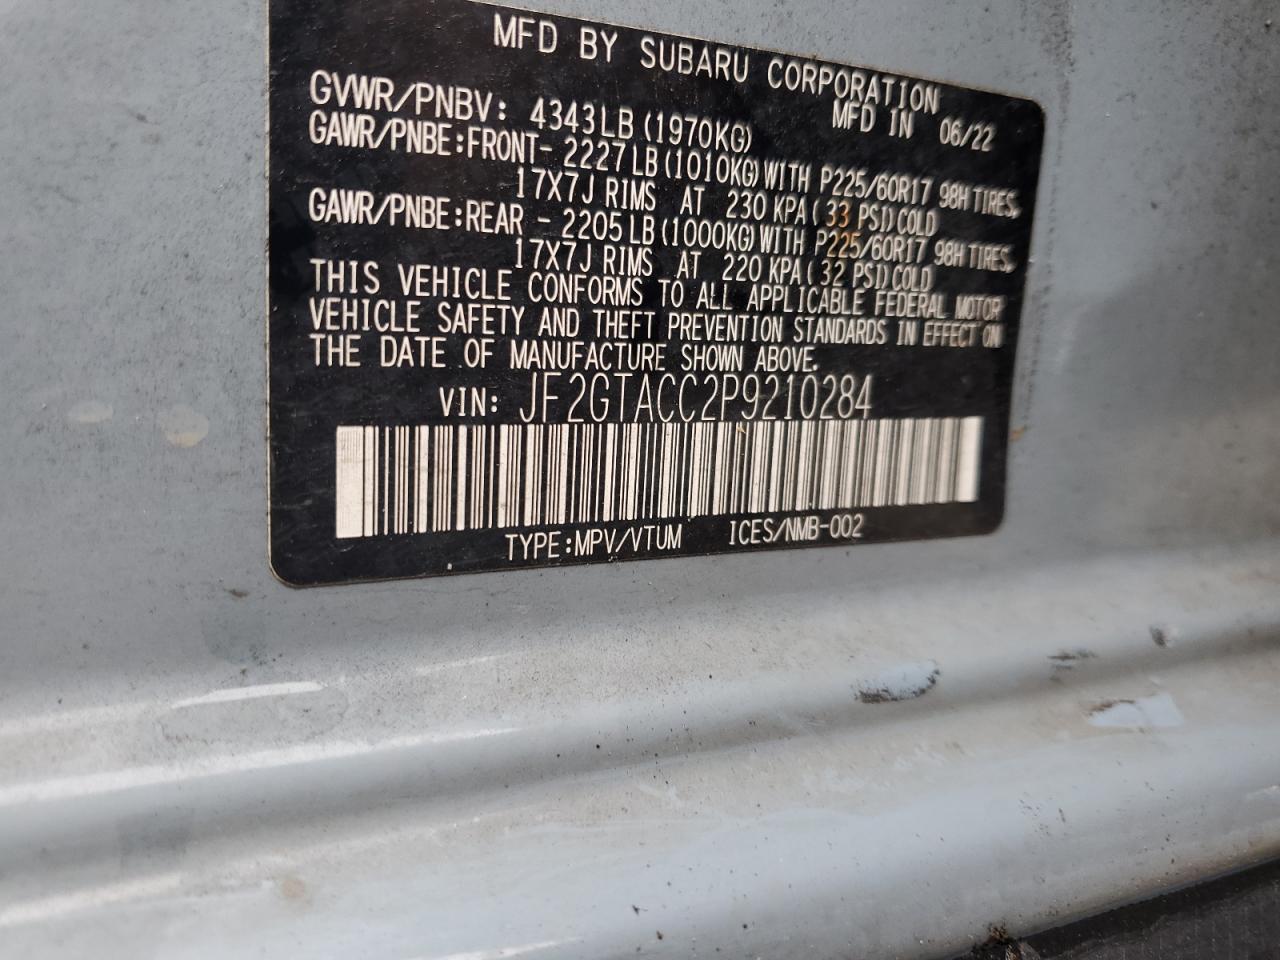 MFD BY SUBARU CORPORATION
MFD IN 06/22
GVWR/PNBV: 4343LB(1970KG)
GAWR/PNBE:FRONT- 2227LB(1010KG)WITH P225/60R17 98H TIRES,
17X7J RIMS AT 230 KPA( 33 PSI)COLD
GAWR/PNBE:REAR - 2205LB(1000KG)WITH P225/60R17 98H TIRES,
17X7J RIMS AT 220 KPA( 32 PSI)COLD
THIS VEHICLE CONFORMS TO ALL APPLICABLE FEDERAL MOTOR
VEHICLE SAFETY AND THEFT PREVENTION STANDARDS IN EFFECT ON
THE DATE OF MANUFACTURE SHOWN ABOVE.
VIN: JF2GTACC2P9210284
TYPE:MPV/VTUM ICES/NMB-002